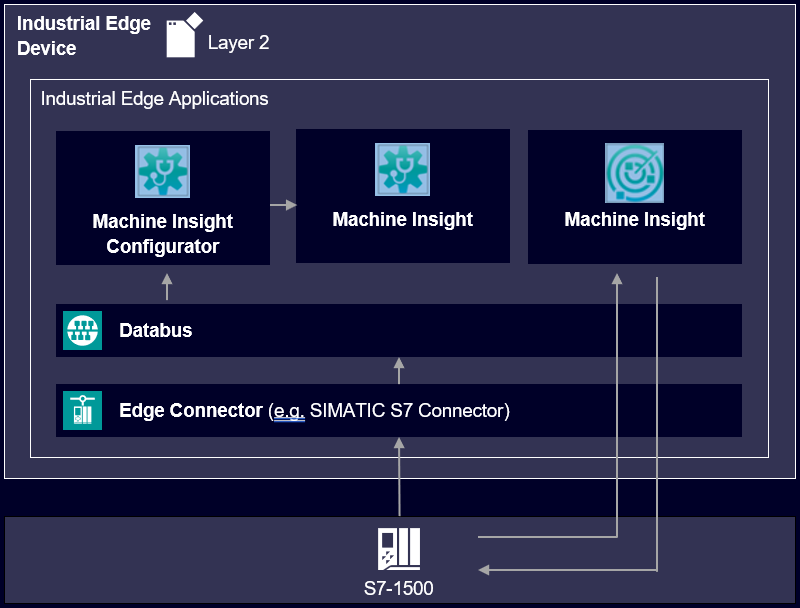 Industrial Edge
Device
Layer 2
Industrial Edge Applications
Machine Insight
Configurator
Machine Insight
Machine Insight
Databus
Edge Connector (e.g. SIMATIC S7 Connector)
S7-1500